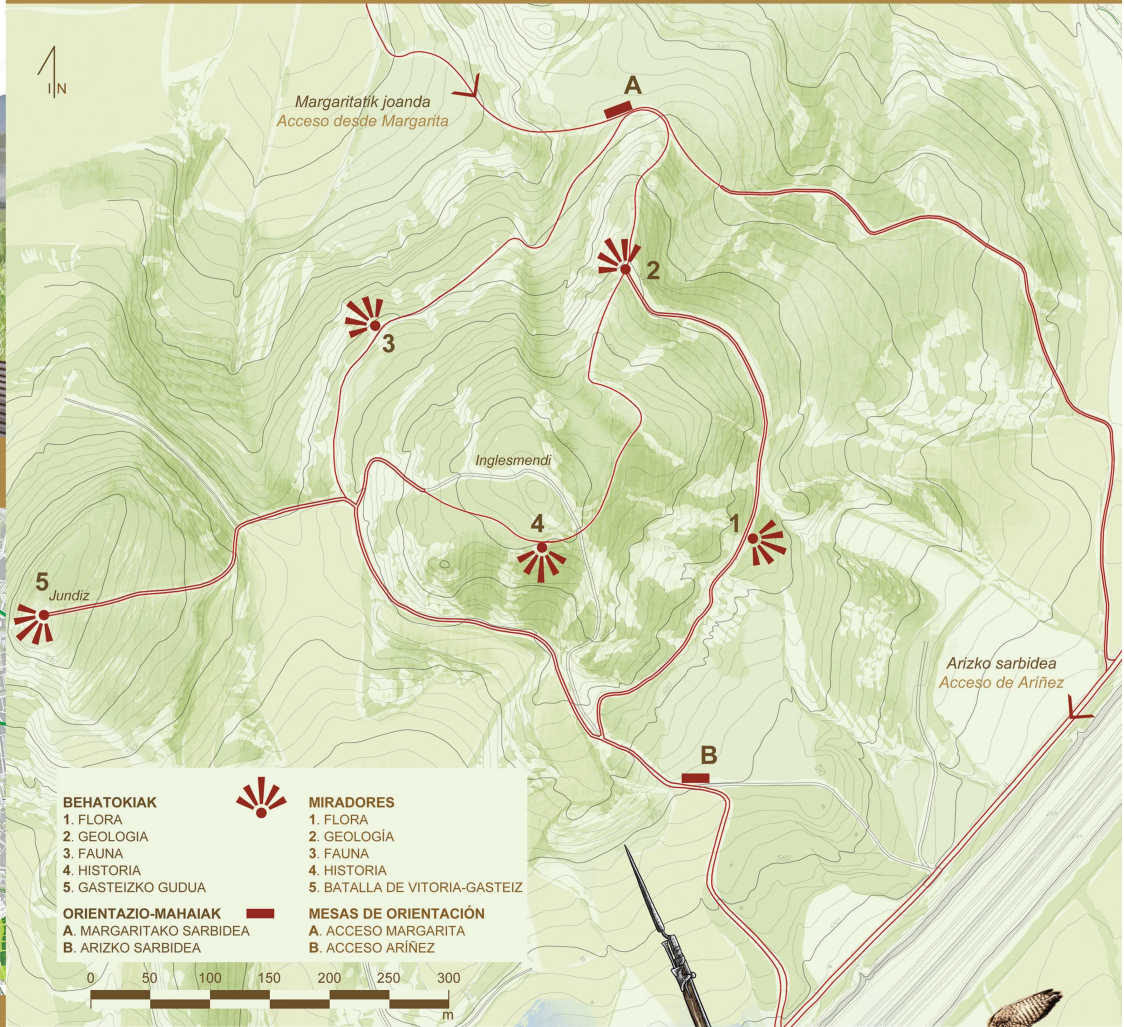 N
Margaritatik joanda
Acceso desde Margarita
A
2
3
Inglesmendi
4
1
5
Jundiz
Arizko sarbidea
Acceso de Aríñez
B
BEHATOKIAK
1. FLORA
2. GEOLOGIA
3. FAUNA
4. HISTORIA
5. GASTEIZKO GUDUA
MIRADORES
1. FLORA
2. GEOLOGÍA
3. FAUNA
4. HISTORIA
5. BATALLA DE VITORIA-GASTEIZ
ORIENTAZIO-MAHAIAK
A. MARGARITAKO SARBIDEA
B. ARIZKO SARBIDEA
MESAS DE ORIENTACIÓN
A. ACCESO MARGARITA
B. ACCESO ARÍÑEZ
0 50 100 150 200 250 300
m